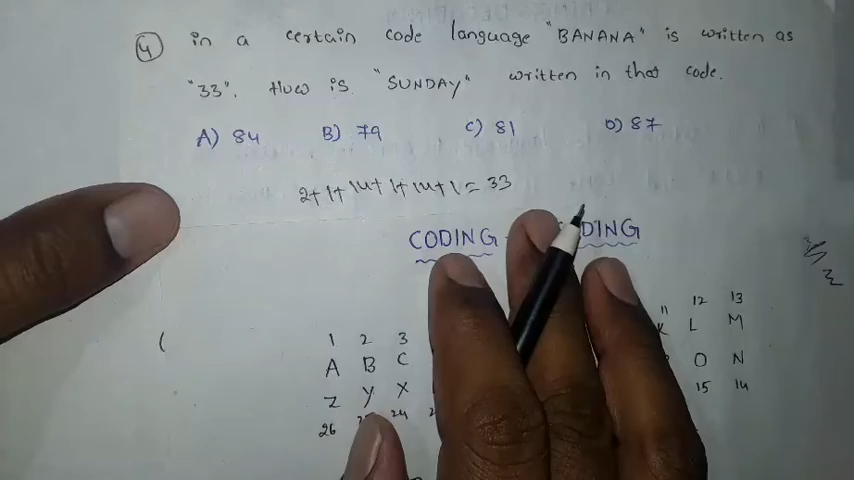 4 in a certain code language "BANANA" is written as
"33". How is "SUNDAY" written in that code.
A) 84 B) 79 C) 81 D) 87
2+1+14+1+14+1=33
CODING - DING
1 2 3 11 12 13
A B C K L M
Z Y X O N
26 24 15 14